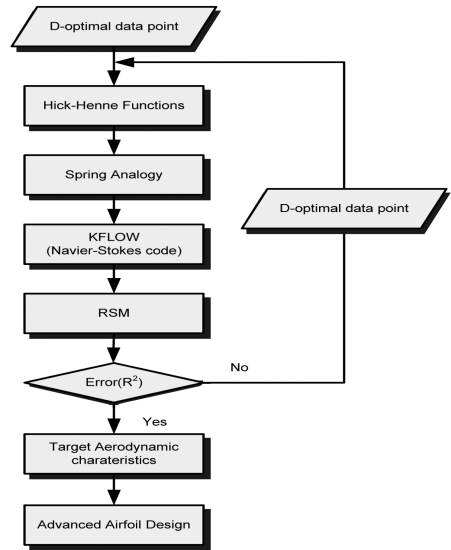 D-optimal data point
Hick-Henne Functions
Spring Analogy
D-optimal data point
KFLOW
(Navier-Stokes code)
RSM
No
Error(R²)
Yes
Target Aerodynamic
charateristics
Advanced Airfoil Design